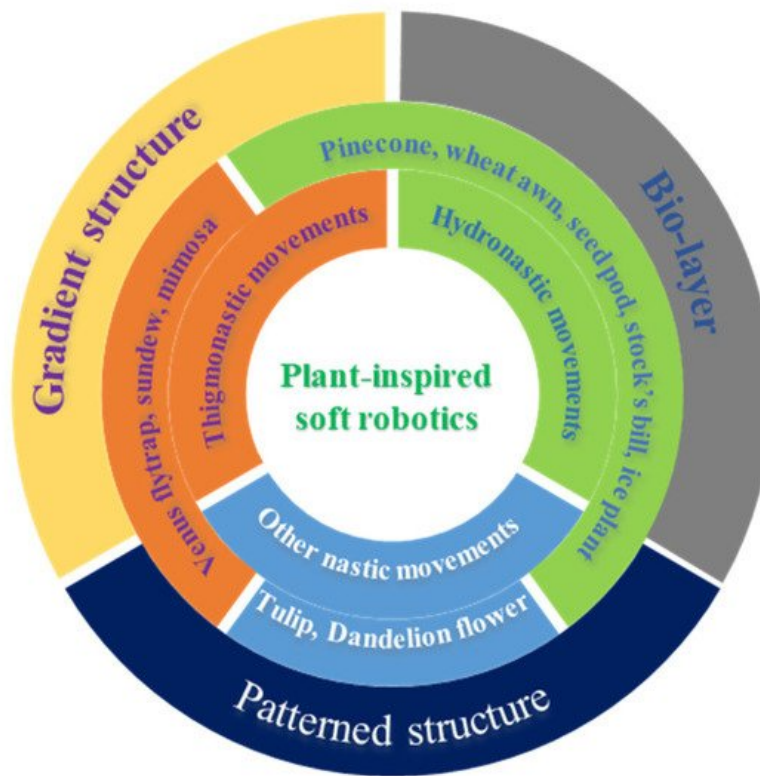 Plant-inspired
soft robotics
Thigmonastic movements
Hydronastic movements
Other nastic movements
Venus flytrap, sundew, mimosa
Pinecone, wheat awn, seed pod, stock's bill, ice plant
Tulip, Dandelion flower
Gradient structure
Bio-layer
Patterned structure